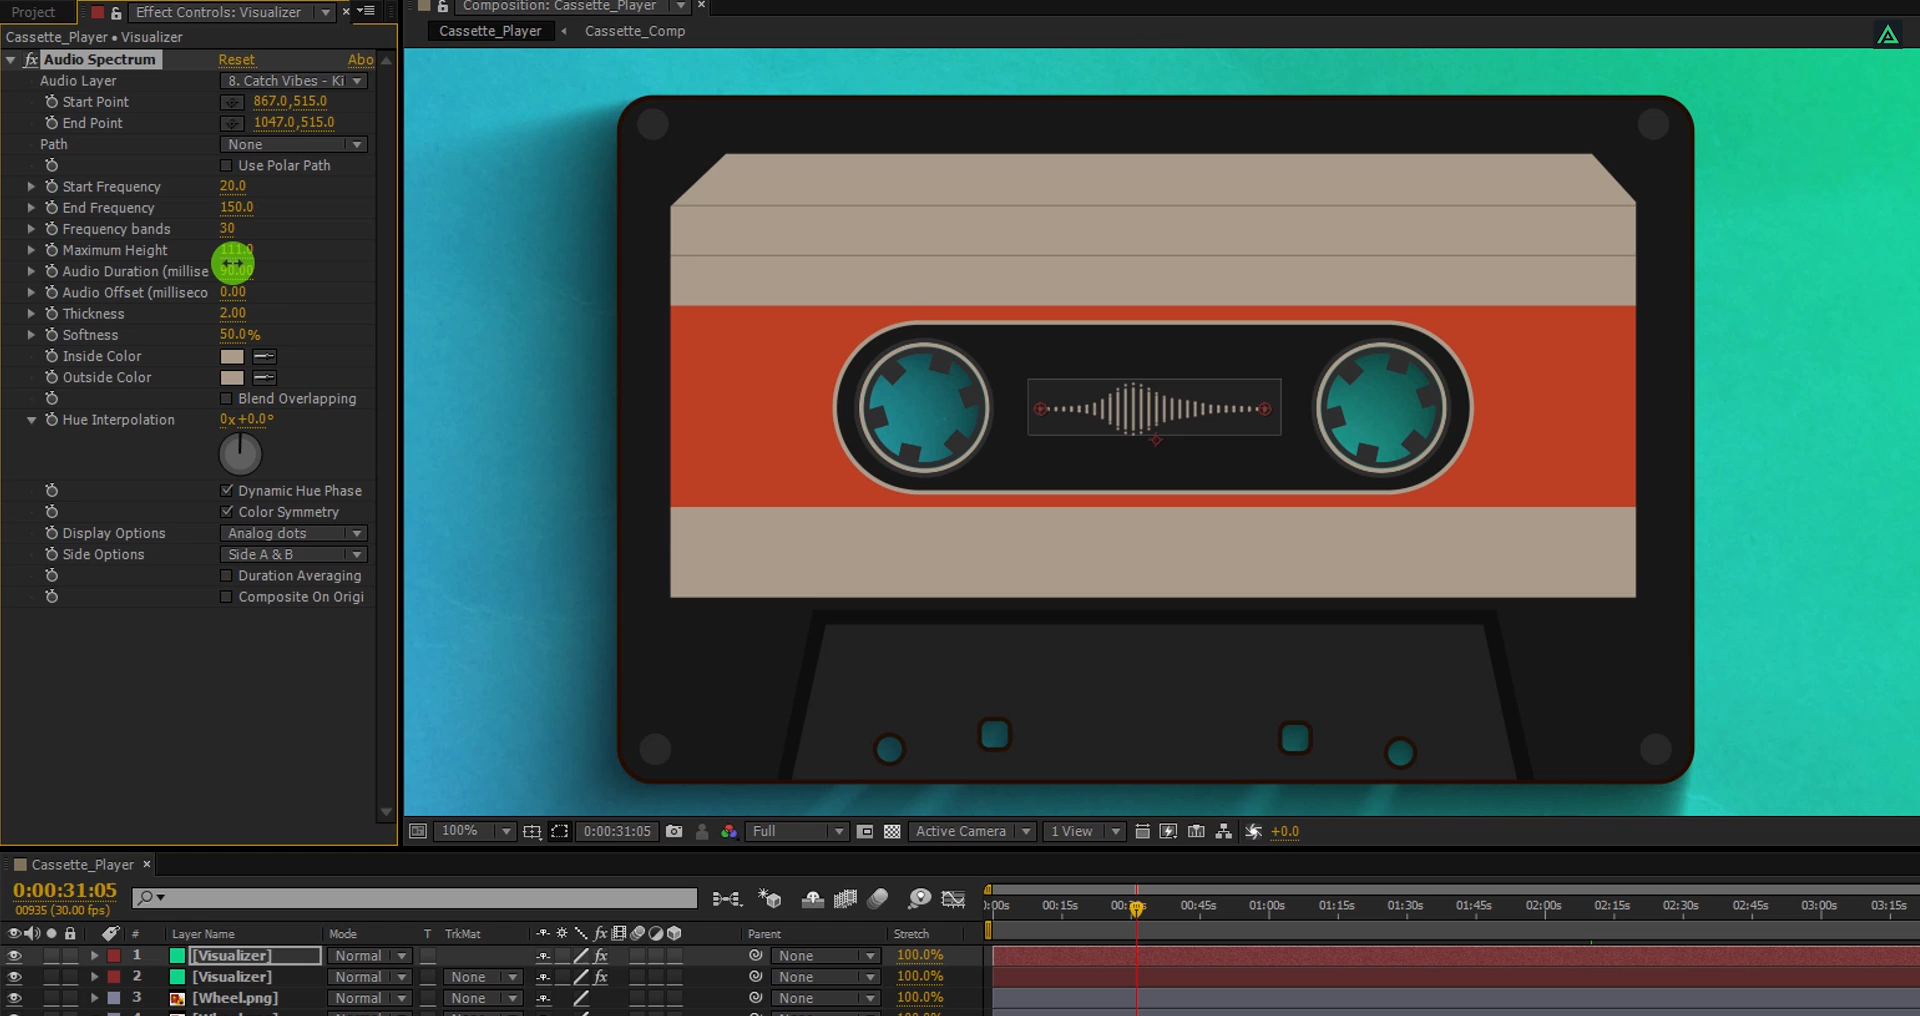 Project
Effect Controls: Visualizer
Cassette_Player • Visualizer
fx Audio Spectrum Reset Abo
Audio Layer 8. Catch Vibes - Ki
Start Point 867.0,515.0
End Point 1047.0,515.0
Path None
Use Polar Path
Start Frequency 20.0
End Frequency 150.0
Frequency bands 30
Maximum Height 111.0
Audio Duration (millise 90.00
Audio Offset (milliseco 0.00
Thickness 2.00
Softness 50.0%
Inside Color
Outside Color
Blend Overlapping
Hue Interpolation 0x+0.0°
Dynamic Hue Phase
Color Symmetry
Display Options Analog dots
Side Options Side A & B
Duration Averaging
Composite On Origi
Composition: Cassette_Player
Cassette_Player Cassette_Comp
100% 0:00:31:05 Full Active Camera 1 View +0.0
Cassette_Player
0:00:31:05
00935 (30.00 fps)
# Layer Name Mode T TrkMat fx Parent Stretch
1 [Visualizer] Normal fx None 100.0%
2 [Visualizer] Normal None fx None 100.0%
3 [Wheel.png] Normal None None 100.0%
00:15s 00:45s 01:00s 01:15s 01:30s 01:45s 02:00s 02:15s 02:30s 02:45s 03:00s 03:15s